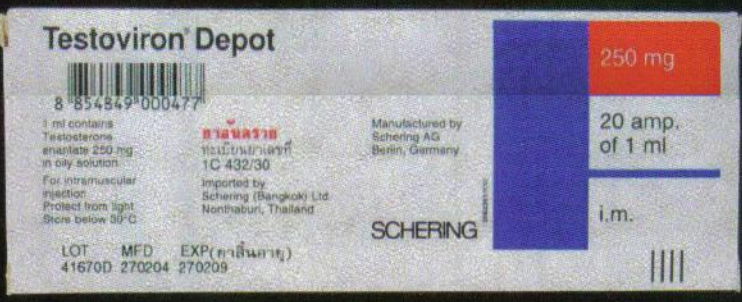 Testoviron® Depot
8 854849 000477
1 ml contains
Testosterone
enantate 250 mg
in oily solution
For intramuscular
injection
Protect from light
Store below 30°C
ยาอันตราย
ทะเบียนยาเลขที่
1C 432/30
Imported by
Schering (Bangkok) Ltd.
Nonthaburi, Thailand
Manufactured by
Schering AG
Berlin, Germany
SCHERING
250 mg
20 amp.
of 1 ml
i.m.
LOT MFD EXP(ยาสิ้นอายุ)
41670D 270204 270209